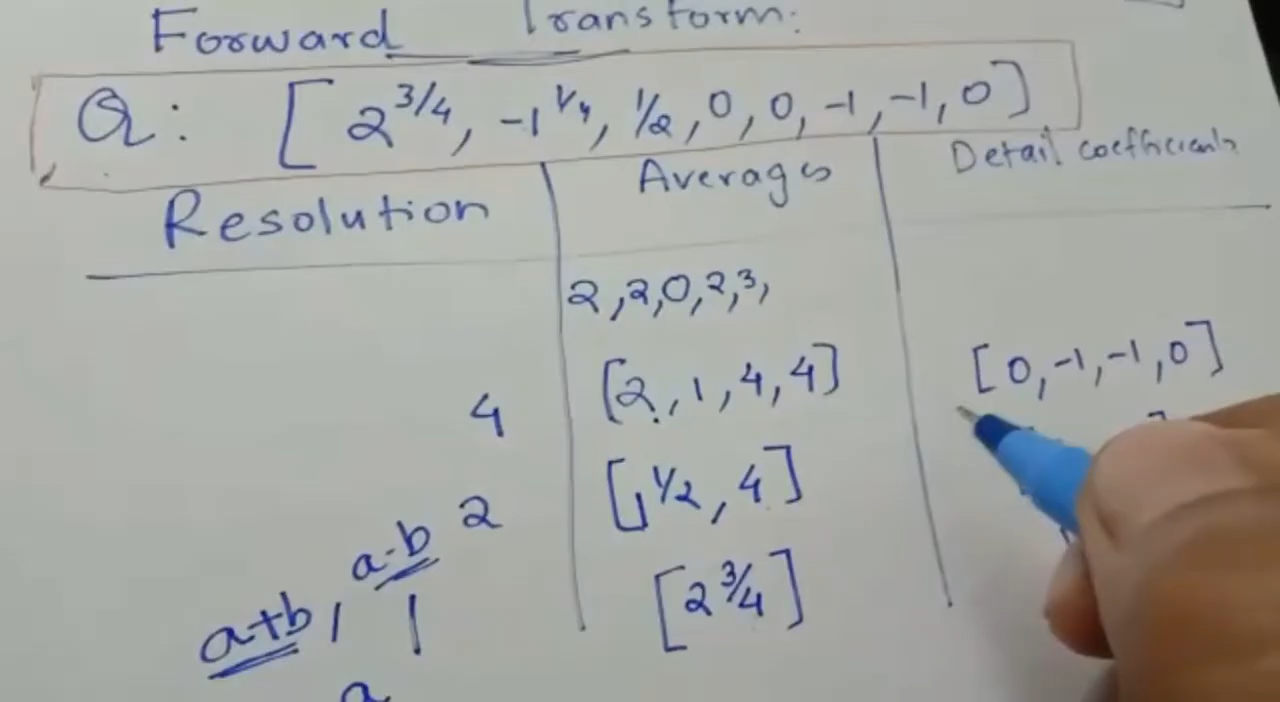 Forward Transform:
Q: [2 3/4, -1 1/4, 1/2, 0, 0, -1, -1, 0]
Resolution Averages Detail coefficients
2, 2, 0, 2, 3,
4 [2, 1, 4, 4] [0, -1, -1, 0]
2 [1 1/2, 4]
1 [2 3/4]
a+b, a-b